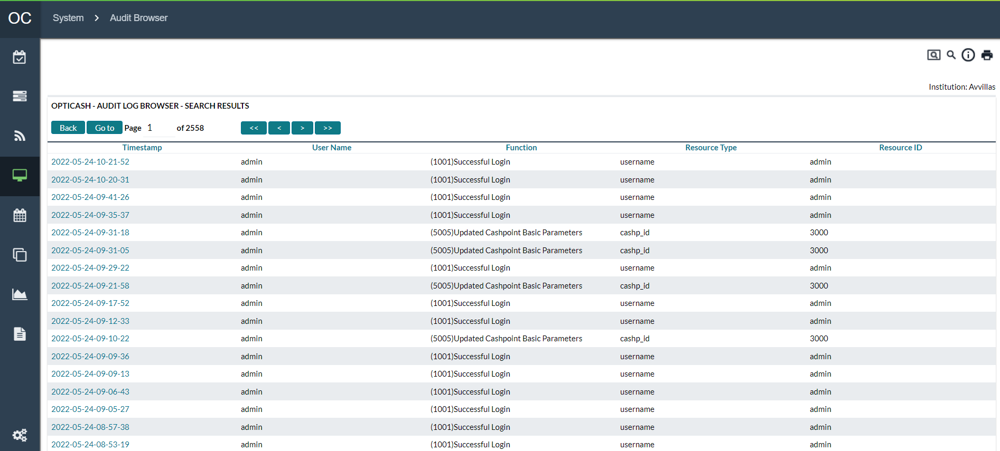 OC System > Audit Browser
Institution: Avvillas
OPTICASH - AUDIT LOG BROWSER - SEARCH RESULTS
Back Go to Page 1 of 2558 << < > >>
Timestamp User Name Function Resource Type Resource ID
2022-05-24-10-21-52 admin (1001)Successful Login username admin
2022-05-24-10-20-31 admin (1001)Successful Login username admin
2022-05-24-09-41-26 admin (1001)Successful Login username admin
2022-05-24-09-35-37 admin (1001)Successful Login username admin
2022-05-24-09-31-18 admin (5005)Updated Cashpoint Basic Parameters cashp_id 3000
2022-05-24-09-31-05 admin (5005)Updated Cashpoint Basic Parameters cashp_id 3000
2022-05-24-09-29-22 admin (1001)Successful Login username admin
2022-05-24-09-21-58 admin (5005)Updated Cashpoint Basic Parameters cashp_id 3000
2022-05-24-09-17-52 admin (1001)Successful Login username admin
2022-05-24-09-12-33 admin (1001)Successful Login username admin
2022-05-24-09-10-22 admin (5005)Updated Cashpoint Basic Parameters cashp_id 3000
2022-05-24-09-09-36 admin (1001)Successful Login username admin
2022-05-24-09-09-13 admin (1001)Successful Login username admin
2022-05-24-09-06-43 admin (1001)Successful Login username admin
2022-05-24-09-05-27 admin (1001)Successful Login username admin
2022-05-24-08-57-38 admin (1001)Successful Login username admin
2022-05-24-08-53-19 admin (1001)Successful Login username admin